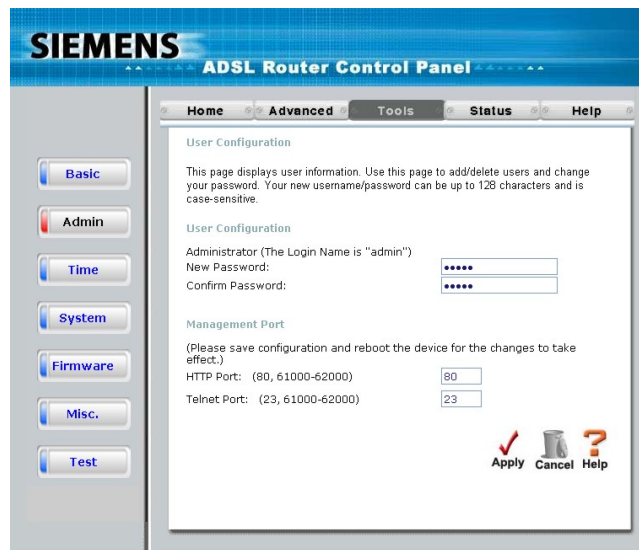 SIEMENS
ADSL Router Control Panel
Home Advanced Tools Status Help
Basic
Admin
Time
System
Firmware
Misc.
Test
User Configuration
This page displays user information. Use this page to add/delete users and change
your password. Your new username/password can be up to 128 characters and is
case-sensitive.
User Configuration
Administrator (The Login Name is "admin")
New Password: •••••
Confirm Password: •••••
Management Port
(Please save configuration and reboot the device for the changes to take
effect.)
HTTP Port: (80, 61000-62000) 80
Telnet Port: (23, 61000-62000) 23
Apply Cancel Help